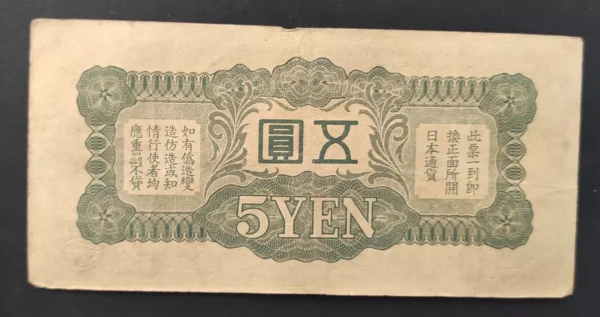 此票一到即
換正面所開
日本通貨
五圓
如有偽造變
造仿造或知
情行使者均
應重罰不貸
5YEN